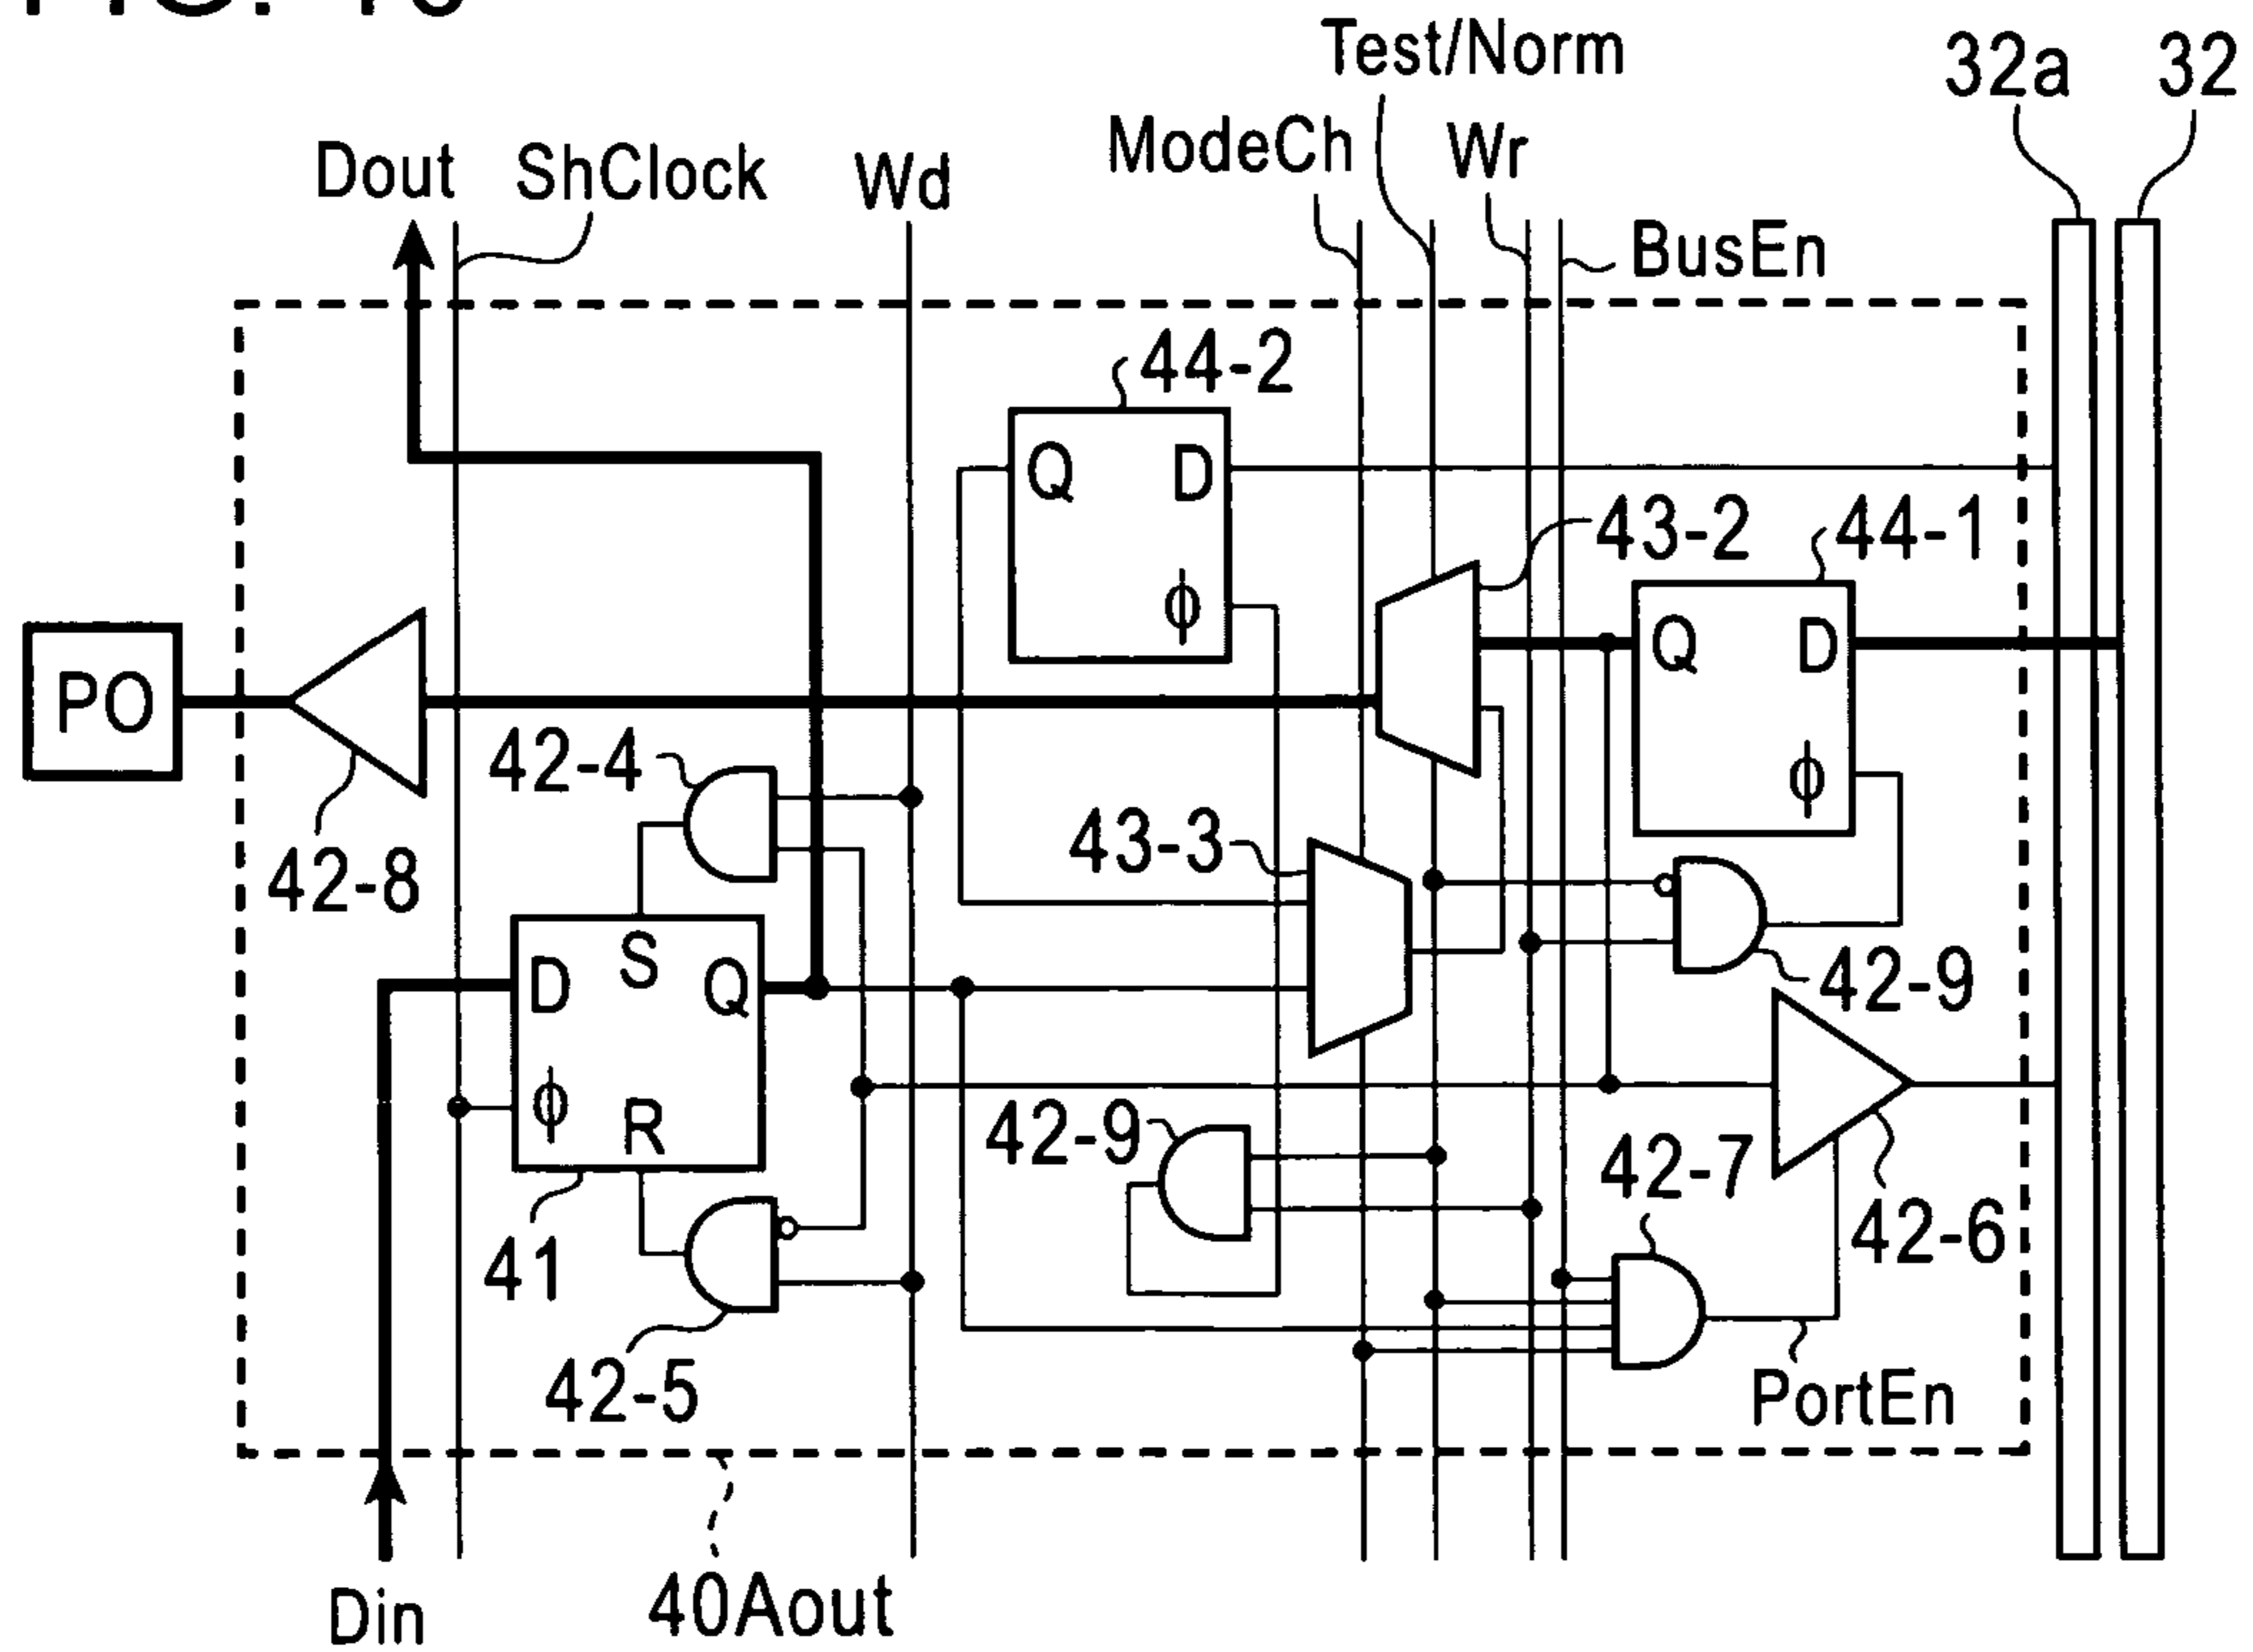 Test/Norm
32a
32
ModeCh
Wr
Dout
ShClock
Wd
BusEn
44-2
Q
D
ϕ
43-2
44-1
Q
D
ϕ
PO
42-4
42-8
43-3
42-9
D
S
Q
ϕ
R
41
42-9
42-7
42-6
42-5
PortEn
Din
40Aout